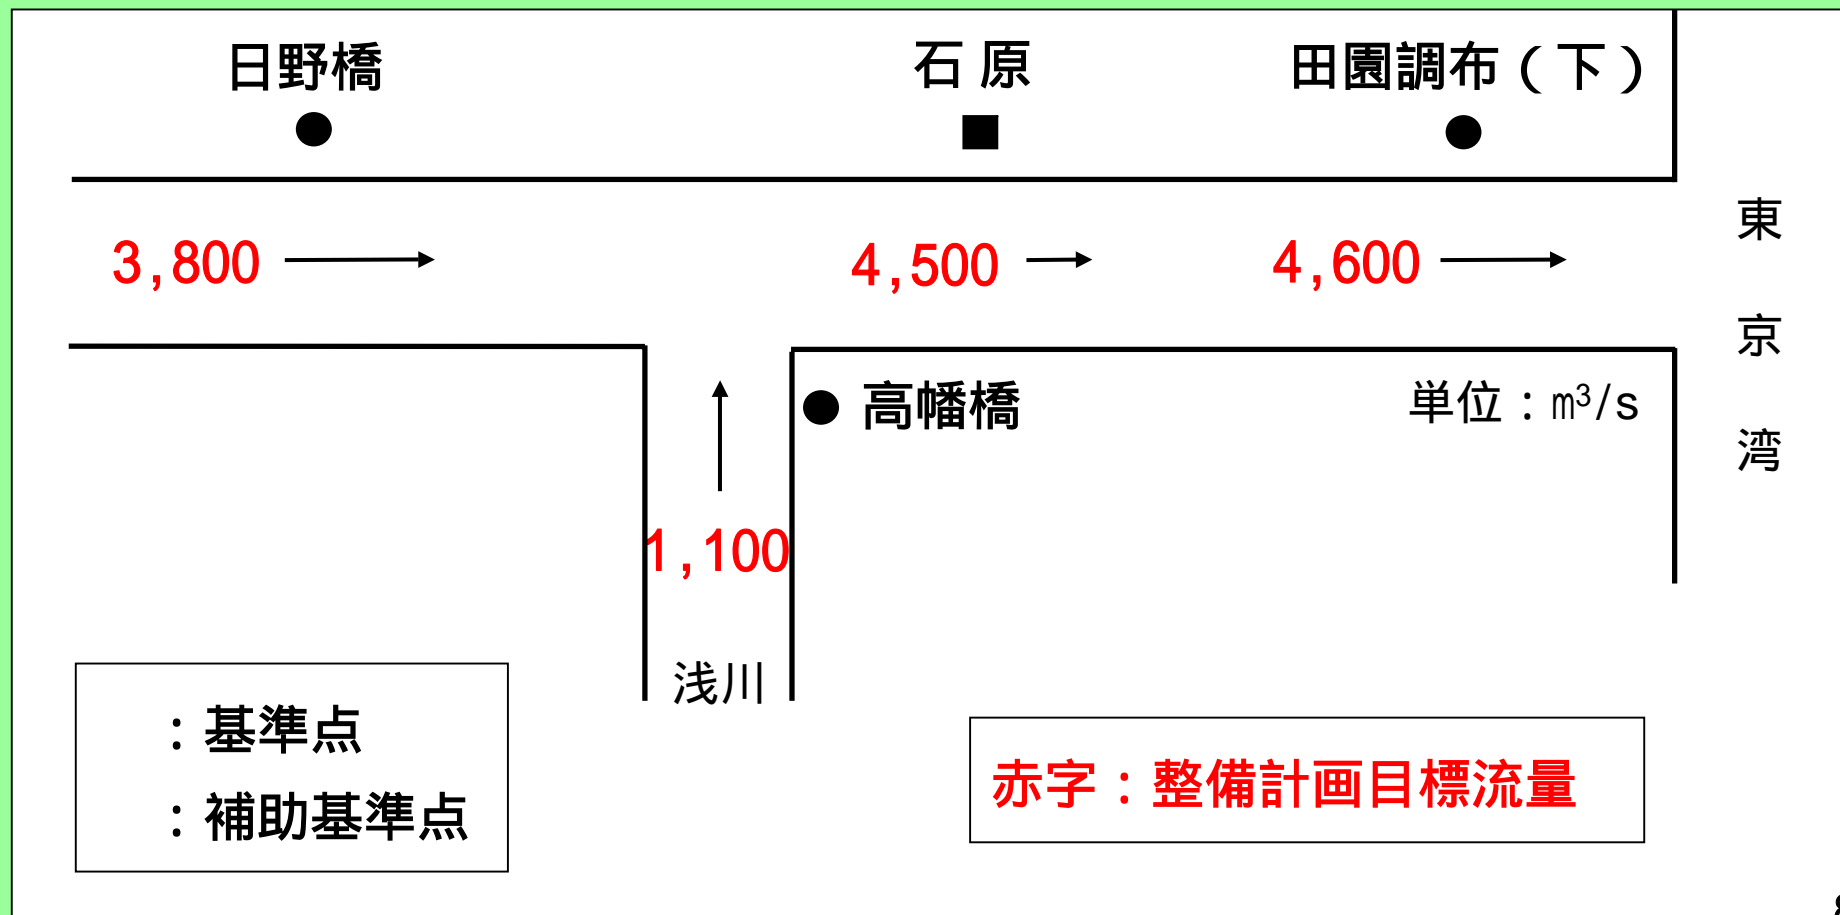 日野橋
石原
田園調布(下)
3,800
4,500
4,600
東京湾
高幡橋
単位:m³/s
1,100
浅川
:基準点
:補助基準点
赤字:整備計画目標流量